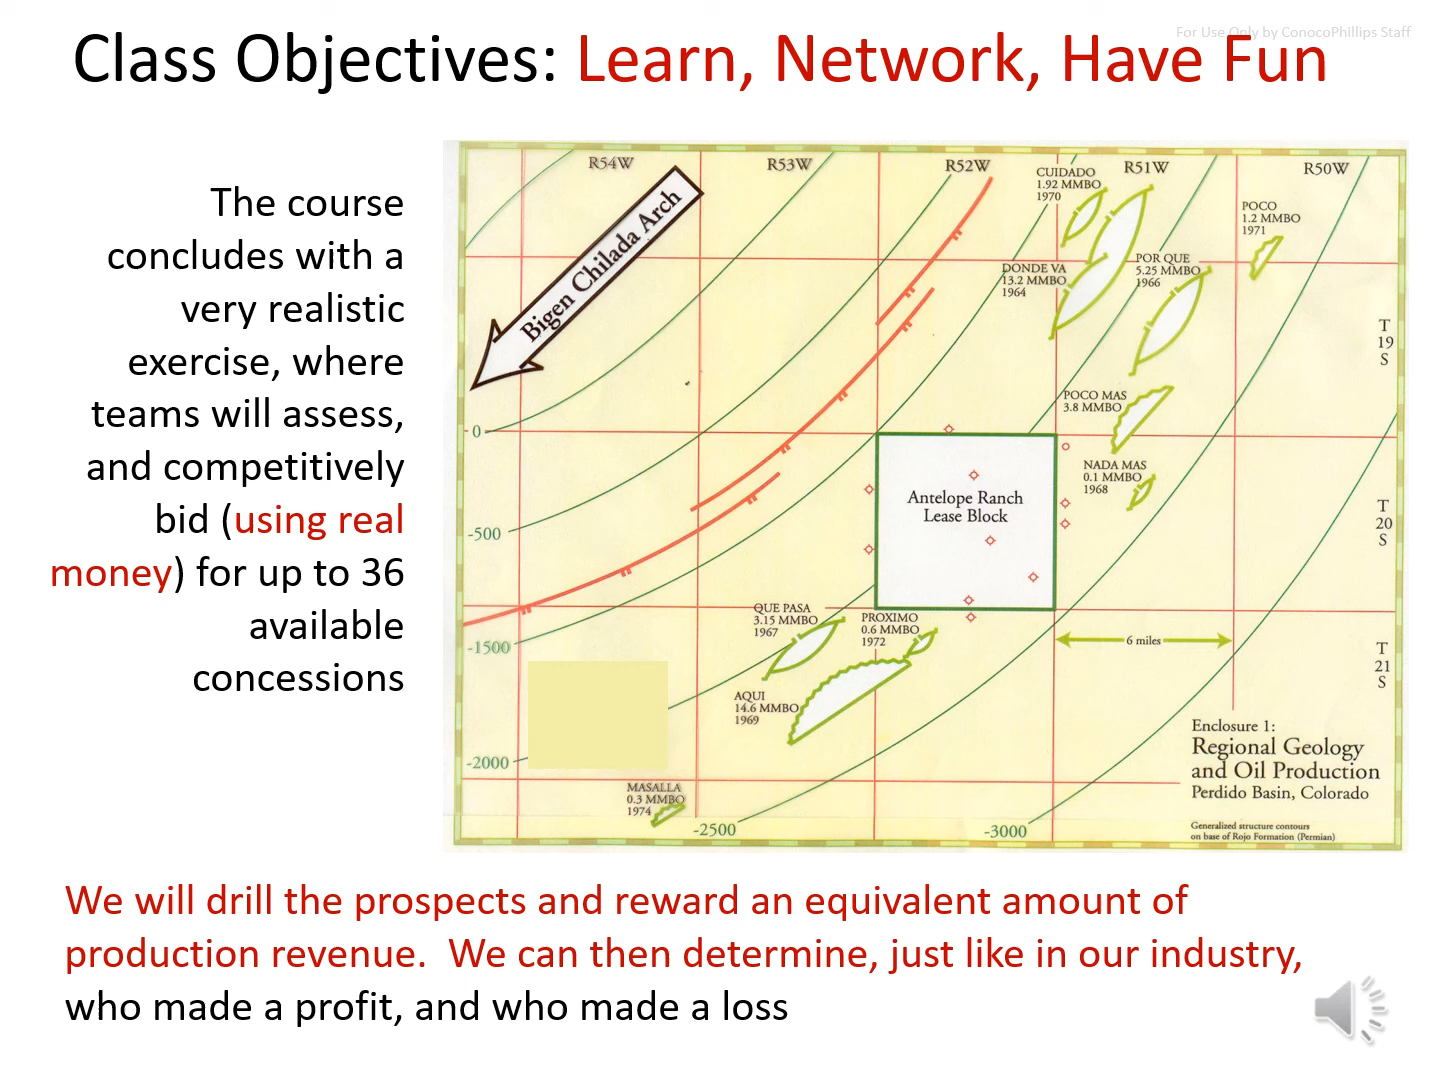 For Use Only by ConocoPhillips Staff
Class Objectives: Learn, Network, Have Fun
The course
concludes with a
very realistic
exercise, where
teams will assess,
and competitively
bid (using real
money) for up to 36
available
concessions
R54W
R53W
R52W
R51W
R50W
Bigen Chilada Arch
CUIDADO
1.92 MMBO
1970
POCO
1.2 MMBO
1971
DONDE VA
13.2 MMBO
1964
POR QUE
5.25 MMBO
1966
T
19
S
POCO MAS
3.8 MMBO
0
NADA MAS
0.1 MMBO
1968
Antelope Ranch
Lease Block
T
20
S
-500
QUE PASA
3.15 MMBO
1967
PROXIMO
0.6 MMBO
1972
6 miles
-1500
T
21
S
AQUI
14.6 MMBO
1969
-2000
MASALLA
0.3 MMBO
1974
-2500
-3000
Enclosure 1:
Regional Geology
and Oil Production
Perdido Basin, Colorado
Generalized structure contours
on base of Rojo Formation (Permian)
We will drill the prospects and reward an equivalent amount of
production revenue.  We can then determine, just like in our industry,
who made a profit, and who made a loss